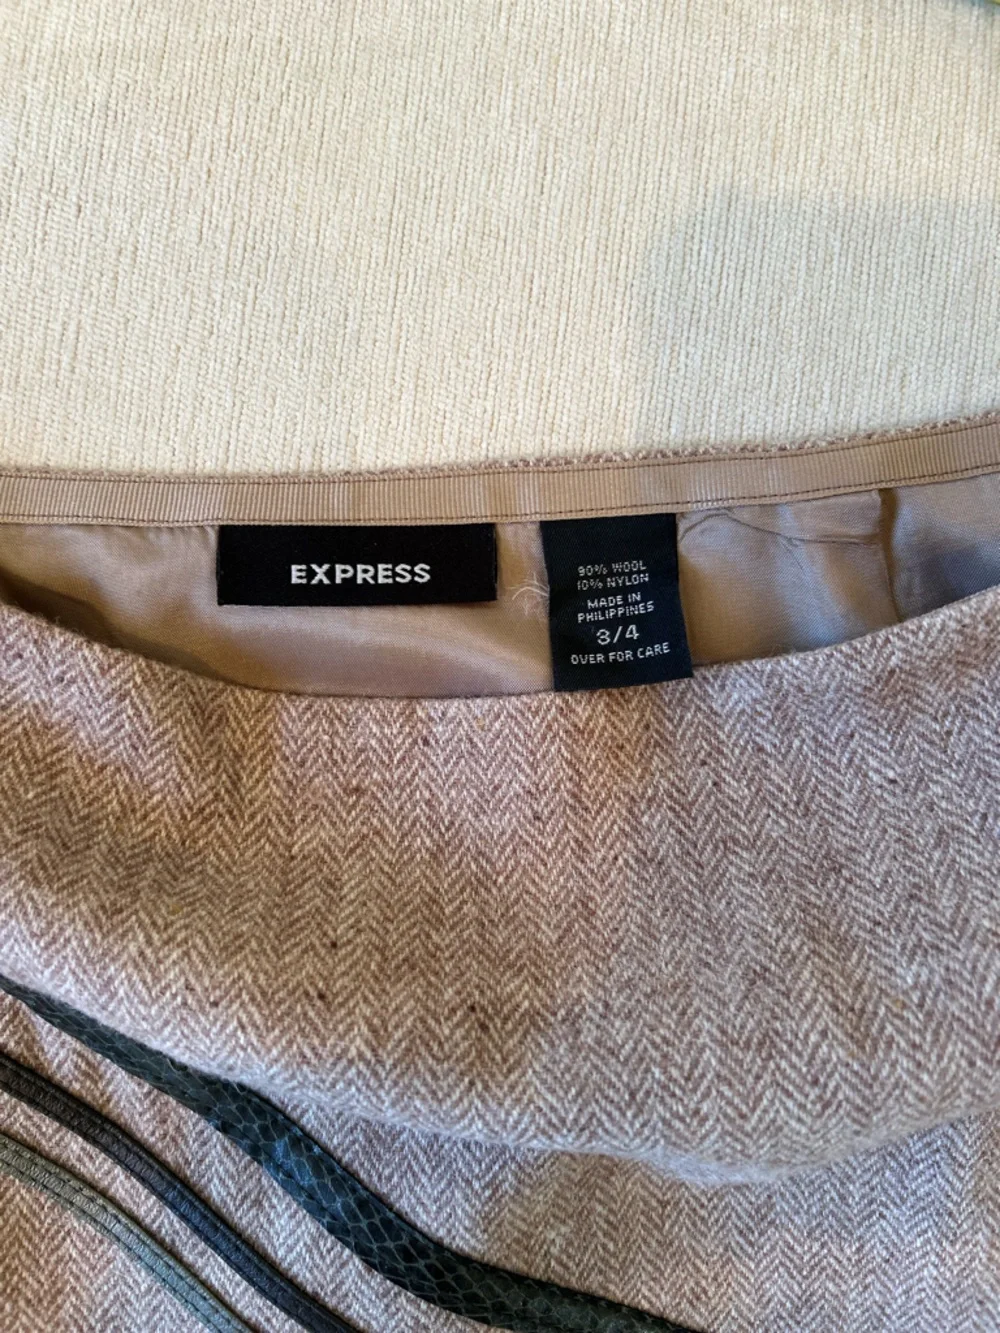 EXPRESS
90% WOOL
10% NYLON
MADE IN
PHILIPPINES
3/4
OVER FOR CARE